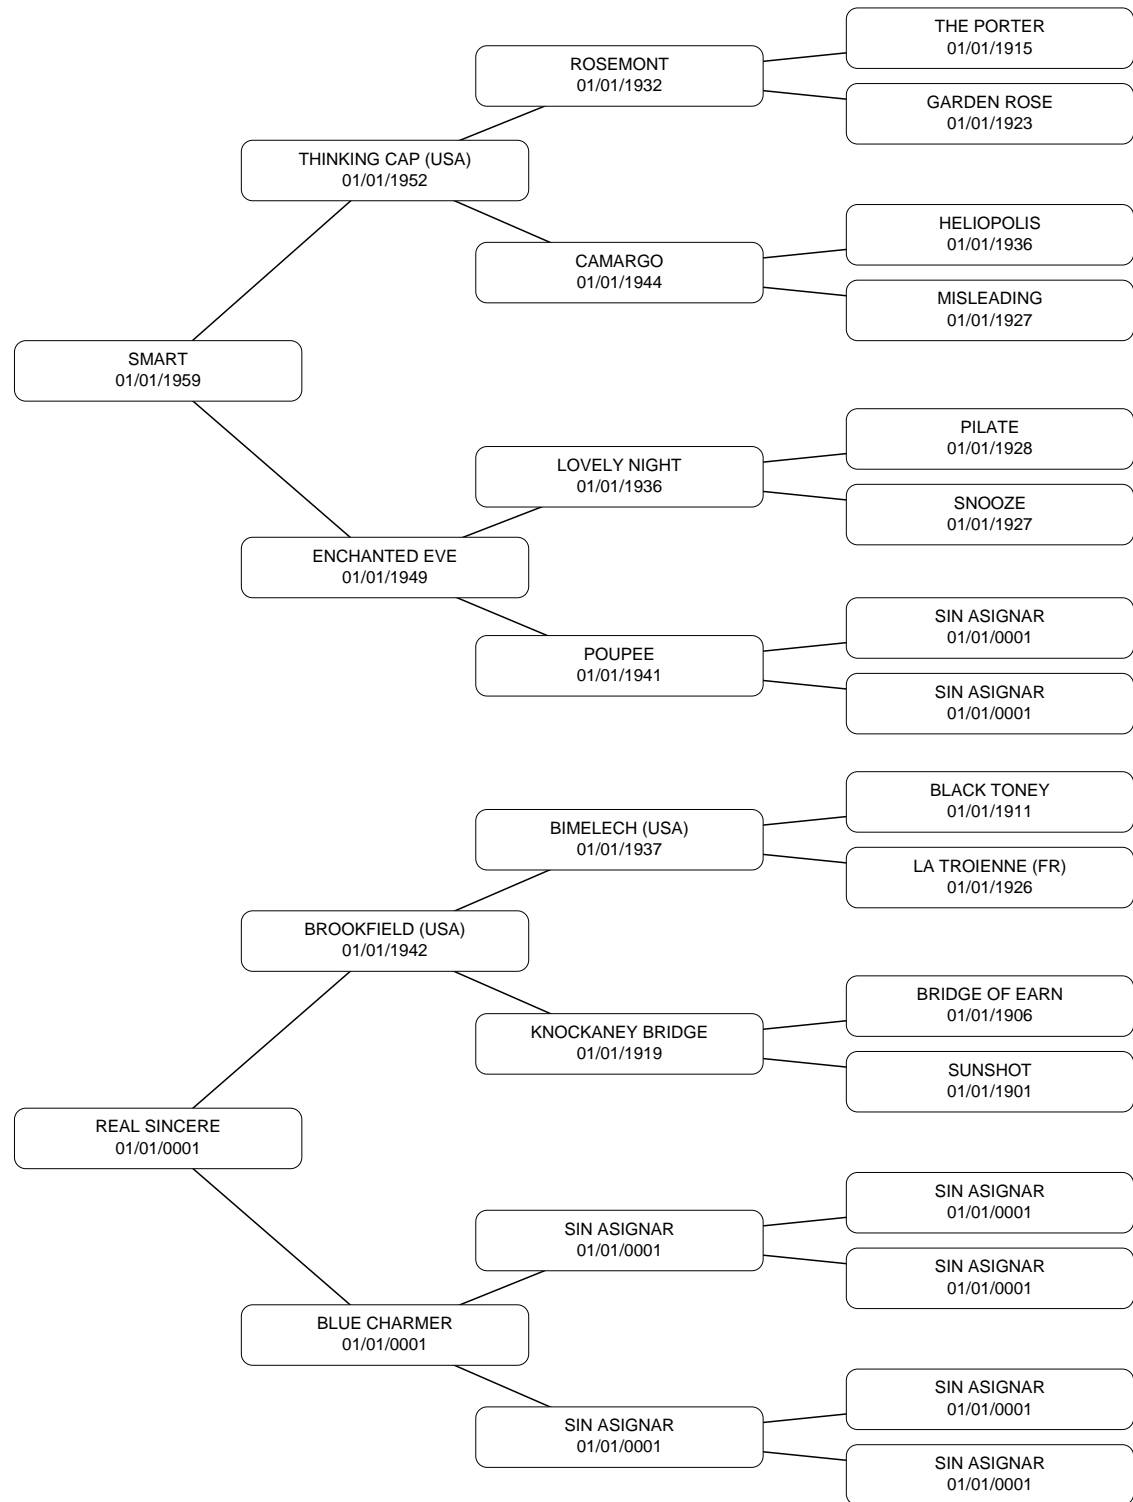 THE PORTER
01/01/1915
ROSEMONT
01/01/1932
GARDEN ROSE
01/01/1923
THINKING CAP (USA)
01/01/1952
HELIOPOLIS
01/01/1936
CAMARGO
01/01/1944
MISLEADING
01/01/1927
SMART
01/01/1959
PILATE
01/01/1928
LOVELY NIGHT
01/01/1936
SNOOZE
01/01/1927
ENCHANTED EVE
01/01/1949
SIN ASIGNAR
01/01/0001
POUPEE
01/01/1941
SIN ASIGNAR
01/01/0001
BLACK TONEY
01/01/1911
BIMELECH (USA)
01/01/1937
LA TROIENNE (FR)
01/01/1926
BROOKFIELD (USA)
01/01/1942
BRIDGE OF EARN
01/01/1906
KNOCKANEY BRIDGE
01/01/1919
SUNSHOT
01/01/1901
REAL SINCERE
01/01/0001
SIN ASIGNAR
01/01/0001
SIN ASIGNAR
01/01/0001
SIN ASIGNAR
01/01/0001
BLUE CHARMER
01/01/0001
SIN ASIGNAR
01/01/0001
SIN ASIGNAR
01/01/0001
SIN ASIGNAR
01/01/0001